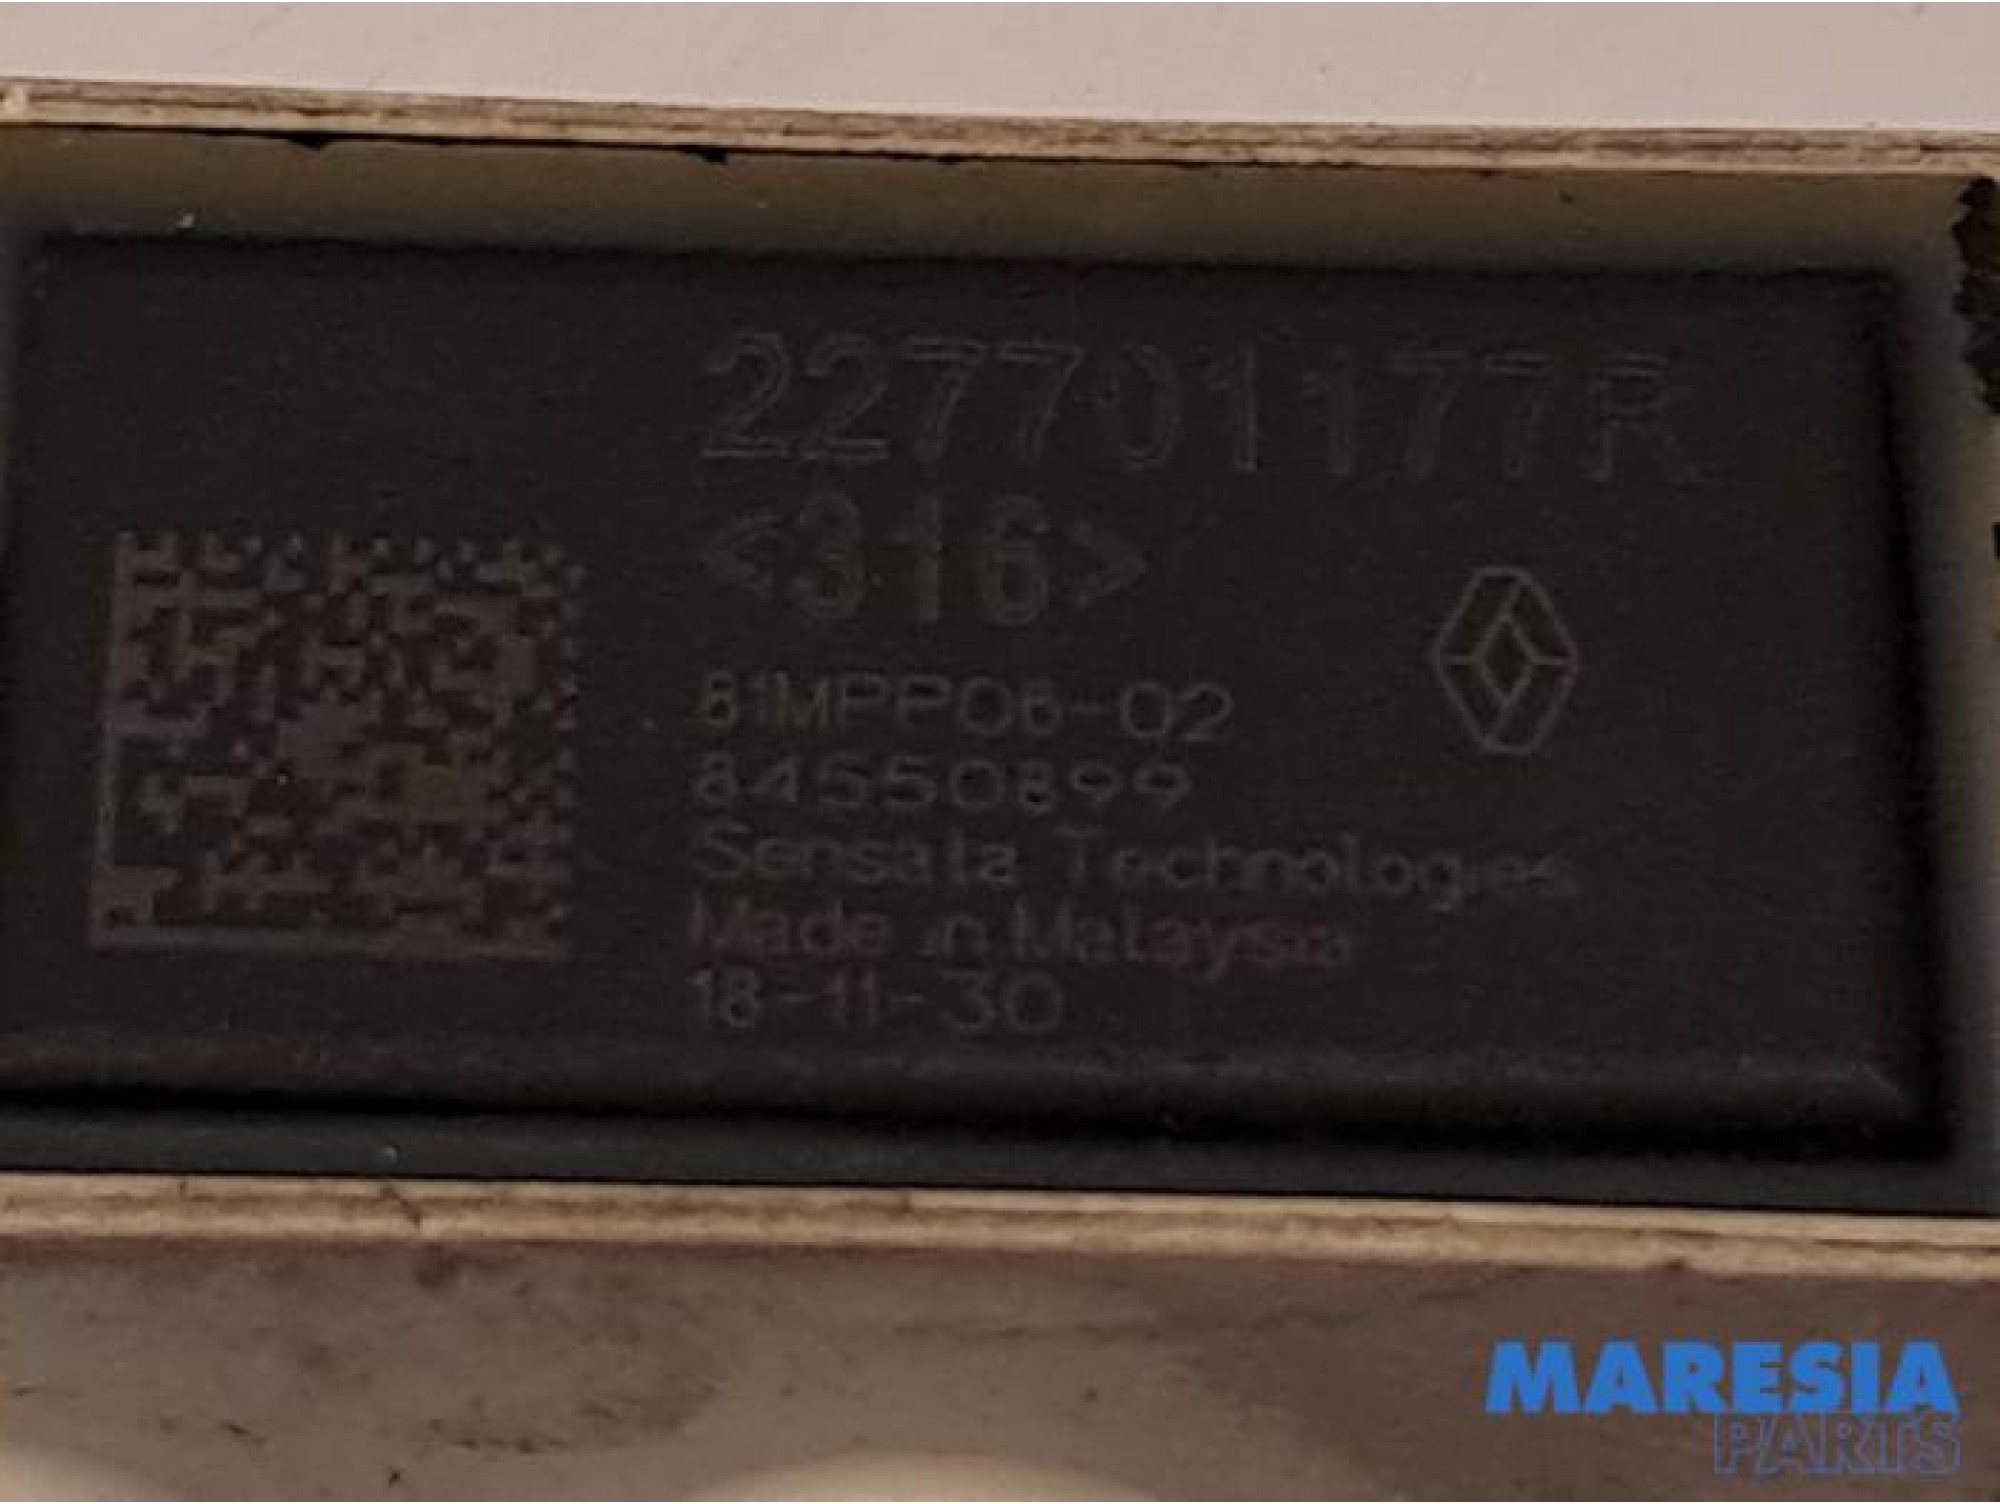 227701177R
<316>
81MPP06-02
84550899
Sensata Technologies
Made in Malaysia
18-11-30
MARESIA
PARTS